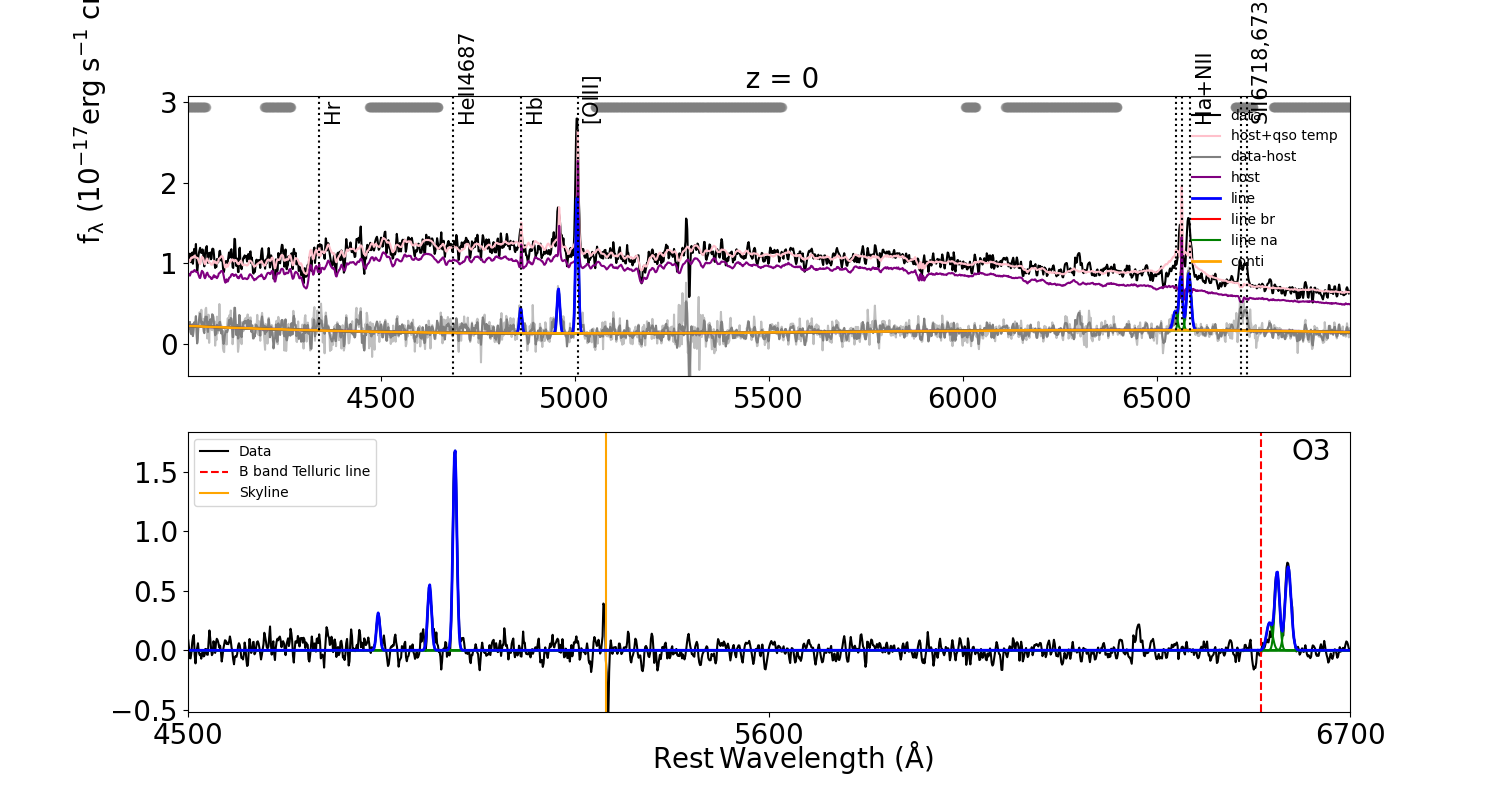 z = 0
fλ (10−17erg s−1 c
Hr
HeII4687
Hb
[OIII]
Ha+NII
SII6718,673
3
2
1
0
data
host+qso temp
data-host
host
line
line br
line na
conti
4500
5000
5500
6000
6500
O3
Data
B band Telluric line
Skyline
1.5
1.0
0.5
0.0
−0.5
4500
5600
6700
Rest Wavelength (Å)